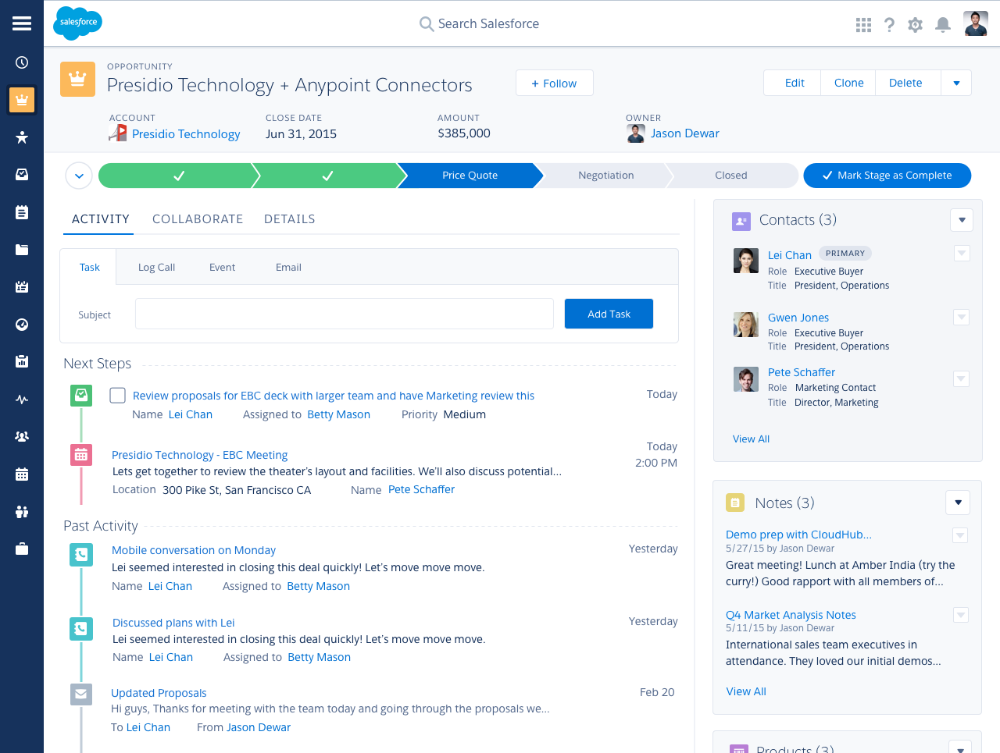 salesforce
Search Salesforce
OPPORTUNITY
Presidio Technology + Anypoint Connectors
+ Follow
Edit
Clone
Delete
ACCOUNT
Presidio Technology
CLOSE DATE
Jun 31, 2015
AMOUNT
$385,000
OWNER
Jason Dewar
Price Quote
Negotiation
Closed
Mark Stage as Complete
ACTIVITY
COLLABORATE
DETAILS
Task
Log Call
Event
Email
Subject
Add Task
Next Steps
Review proposals for EBC deck with larger team and have Marketing review this
Today
Name Lei Chan
Assigned to Betty Mason
Priority Medium
Presidio Technology - EBC Meeting
Today
2:00 PM
Lets get together to review the theater's layout and facilities. We'll also discuss potential...
Location 300 Pike St, San Francisco CA
Name Pete Schaffer
Past Activity
Mobile conversation on Monday
Yesterday
Lei seemed interested in closing this deal quickly! Let's move move move.
Name Lei Chan
Assigned to Betty Mason
Discussed plans with Lei
Yesterday
Lei seemed interested in closing this deal quickly! Let's move move move.
Name Lei Chan
Assigned to Betty Mason
Updated Proposals
Feb 20
Hi guys, Thanks for meeting with the team today and going through the proposals we...
To Lei Chan
From Jason Dewar
Contacts (3)
Lei Chan PRIMARY
Role Executive Buyer
Title President, Operations
Gwen Jones
Role Executive Buyer
Title President, Operations
Pete Schaffer
Role Marketing Contact
Title Director, Marketing
View All
Notes (3)
Demo prep with CloudHub...
5/27/15 by Jason Dewar
Great meeting! Lunch at Amber India (try the
curry!) Good rapport with all members of...
Q4 Market Analysis Notes
5/11/15 by Jason Dewar
International sales team executives in
attendance. They loved our initial demos...
View All
Products (3)